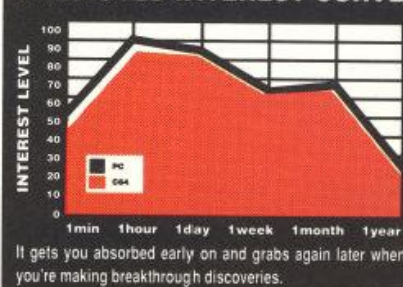 INTEREST LEVEL
100
90
80
70
60
50
40
30
20
10
0
PC
C64
1min 1hour 1day 1week 1month 1year
It gets you absorbed early on and grabs again later when
you're making breakthrough discoveries.